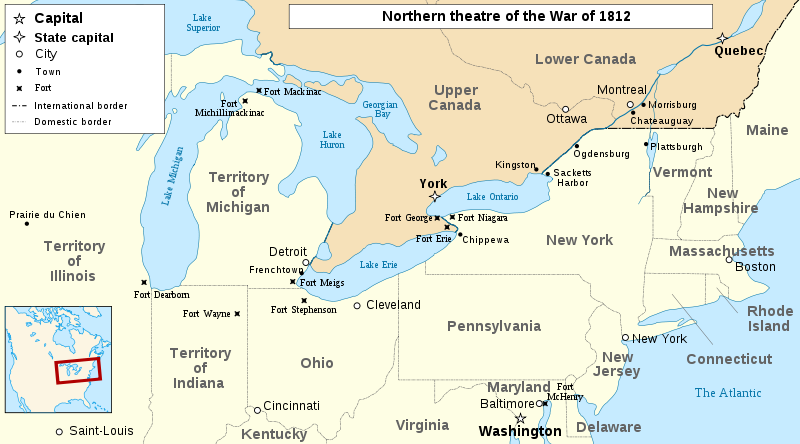 Northern theatre of the War of 1812
Capital
State capital
City
Town
Fort
International border
Domestic border
Lake
Superior
Lower Canada
Quebec
Upper
Canada
Montreal
Morrisburg
Chateauguay
Ottawa
Fort Mackinac
Fort
Michillimackinac
Georgian
Bay
Lake
Huron
Lake Michigan
Maine
Plattsburgh
Ogdensburg
Kingston
Sacketts
Harbor
Vermont
New
Hampshire
Territory
of
Michigan
York
Lake Ontario
Fort George
Fort Niagara
Fort Erie
Chippewa
Prairie du Chien
Territory
of
Illinois
New York
Massachusetts
Boston
Detroit
Frenchtown
Lake Erie
Fort Meigs
Fort Dearborn
Fort Stephenson
Cleveland
Fort Wayne
Rhode
Island
Connecticut
Pennsylvania
New York
Territory
of
Indiana
Ohio
New
Jersey
Maryland
Fort
McHenry
Baltimore
The Atlantic
Cincinnati
Saint-Louis
Kentucky
Virginia
Washington
Delaware